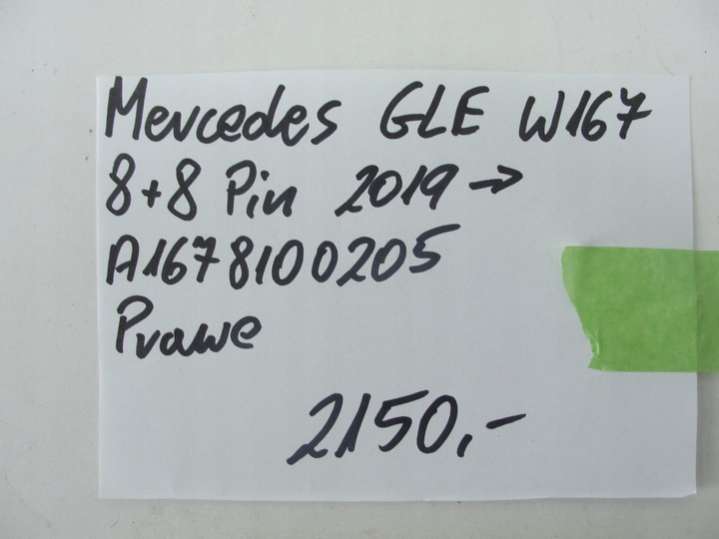 Mercedes GLE W167
8+8 Pin 2019 →
A1678100205
Prawe
2150,-